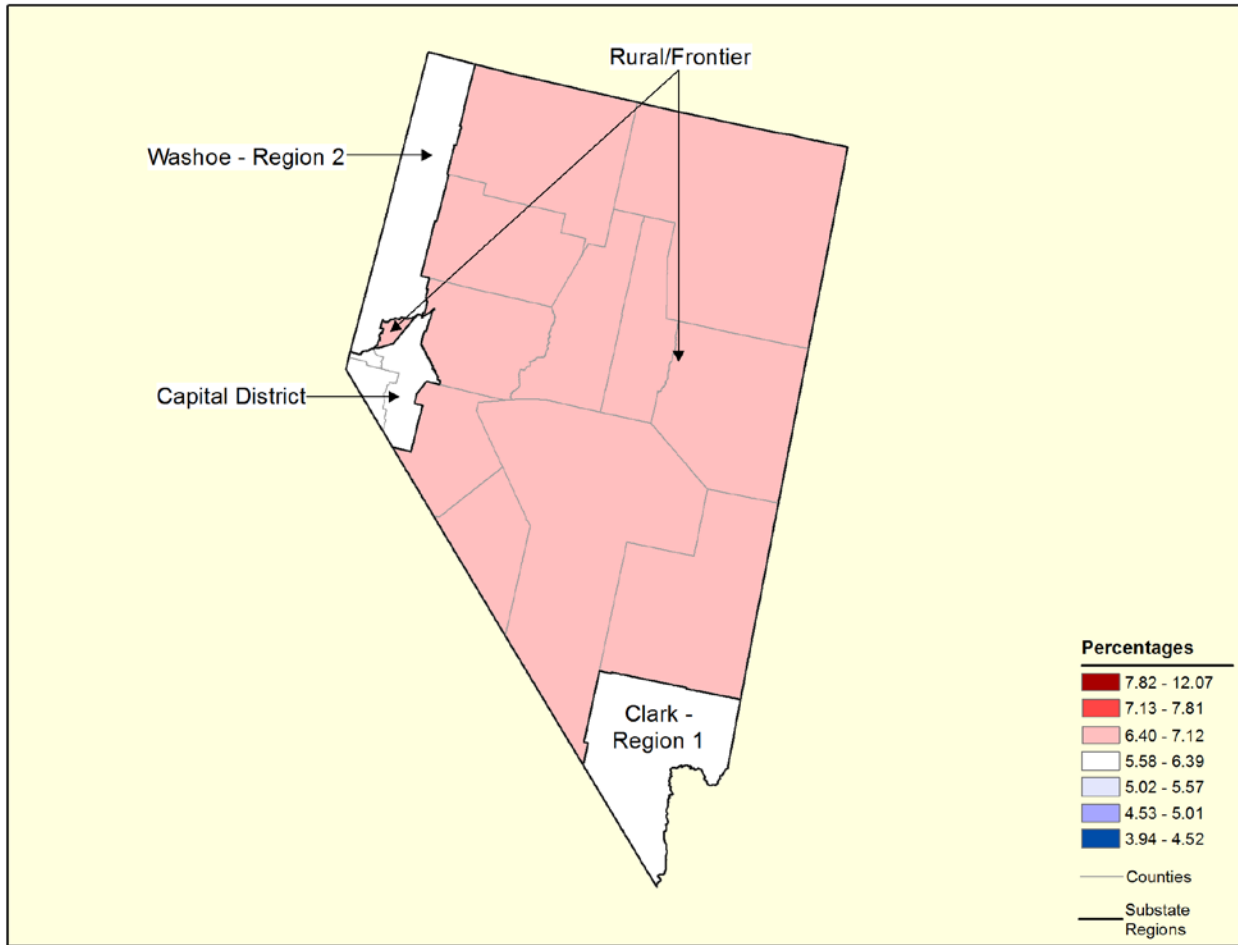 Rural/Frontier
Washoe - Region 2
Capital District
Clark -
Region 1
Percentages
7.82 - 12.07
7.13 - 7.81
6.40 - 7.12
5.58 - 6.39
5.02 - 5.57
4.53 - 5.01
3.94 - 4.52
Counties
Substate
Regions